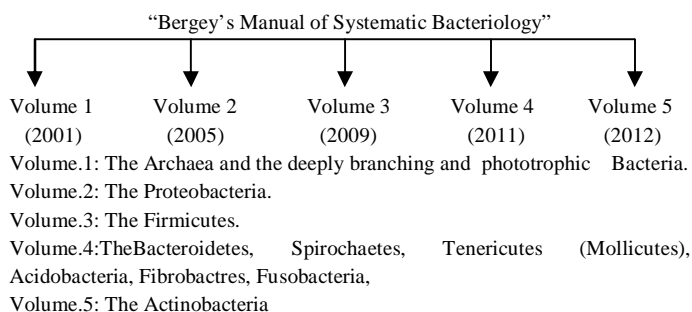 “Bergey’s Manual of Systematic Bacteriology”
Volume 1 Volume 2 Volume 3 Volume 4 Volume 5
(2001) (2005) (2009) (2011) (2012)
Volume.1: The Archaea and the deeply branching and phototrophic Bacteria.
Volume.2: The Proteobacteria.
Volume.3: The Firmicutes.
Volume.4:TheBacteroidetes, Spirochaetes, Tenericutes (Mollicutes),
Acidobacteria, Fibrobactres, Fusobacteria,
Volume.5: The Actinobacteria